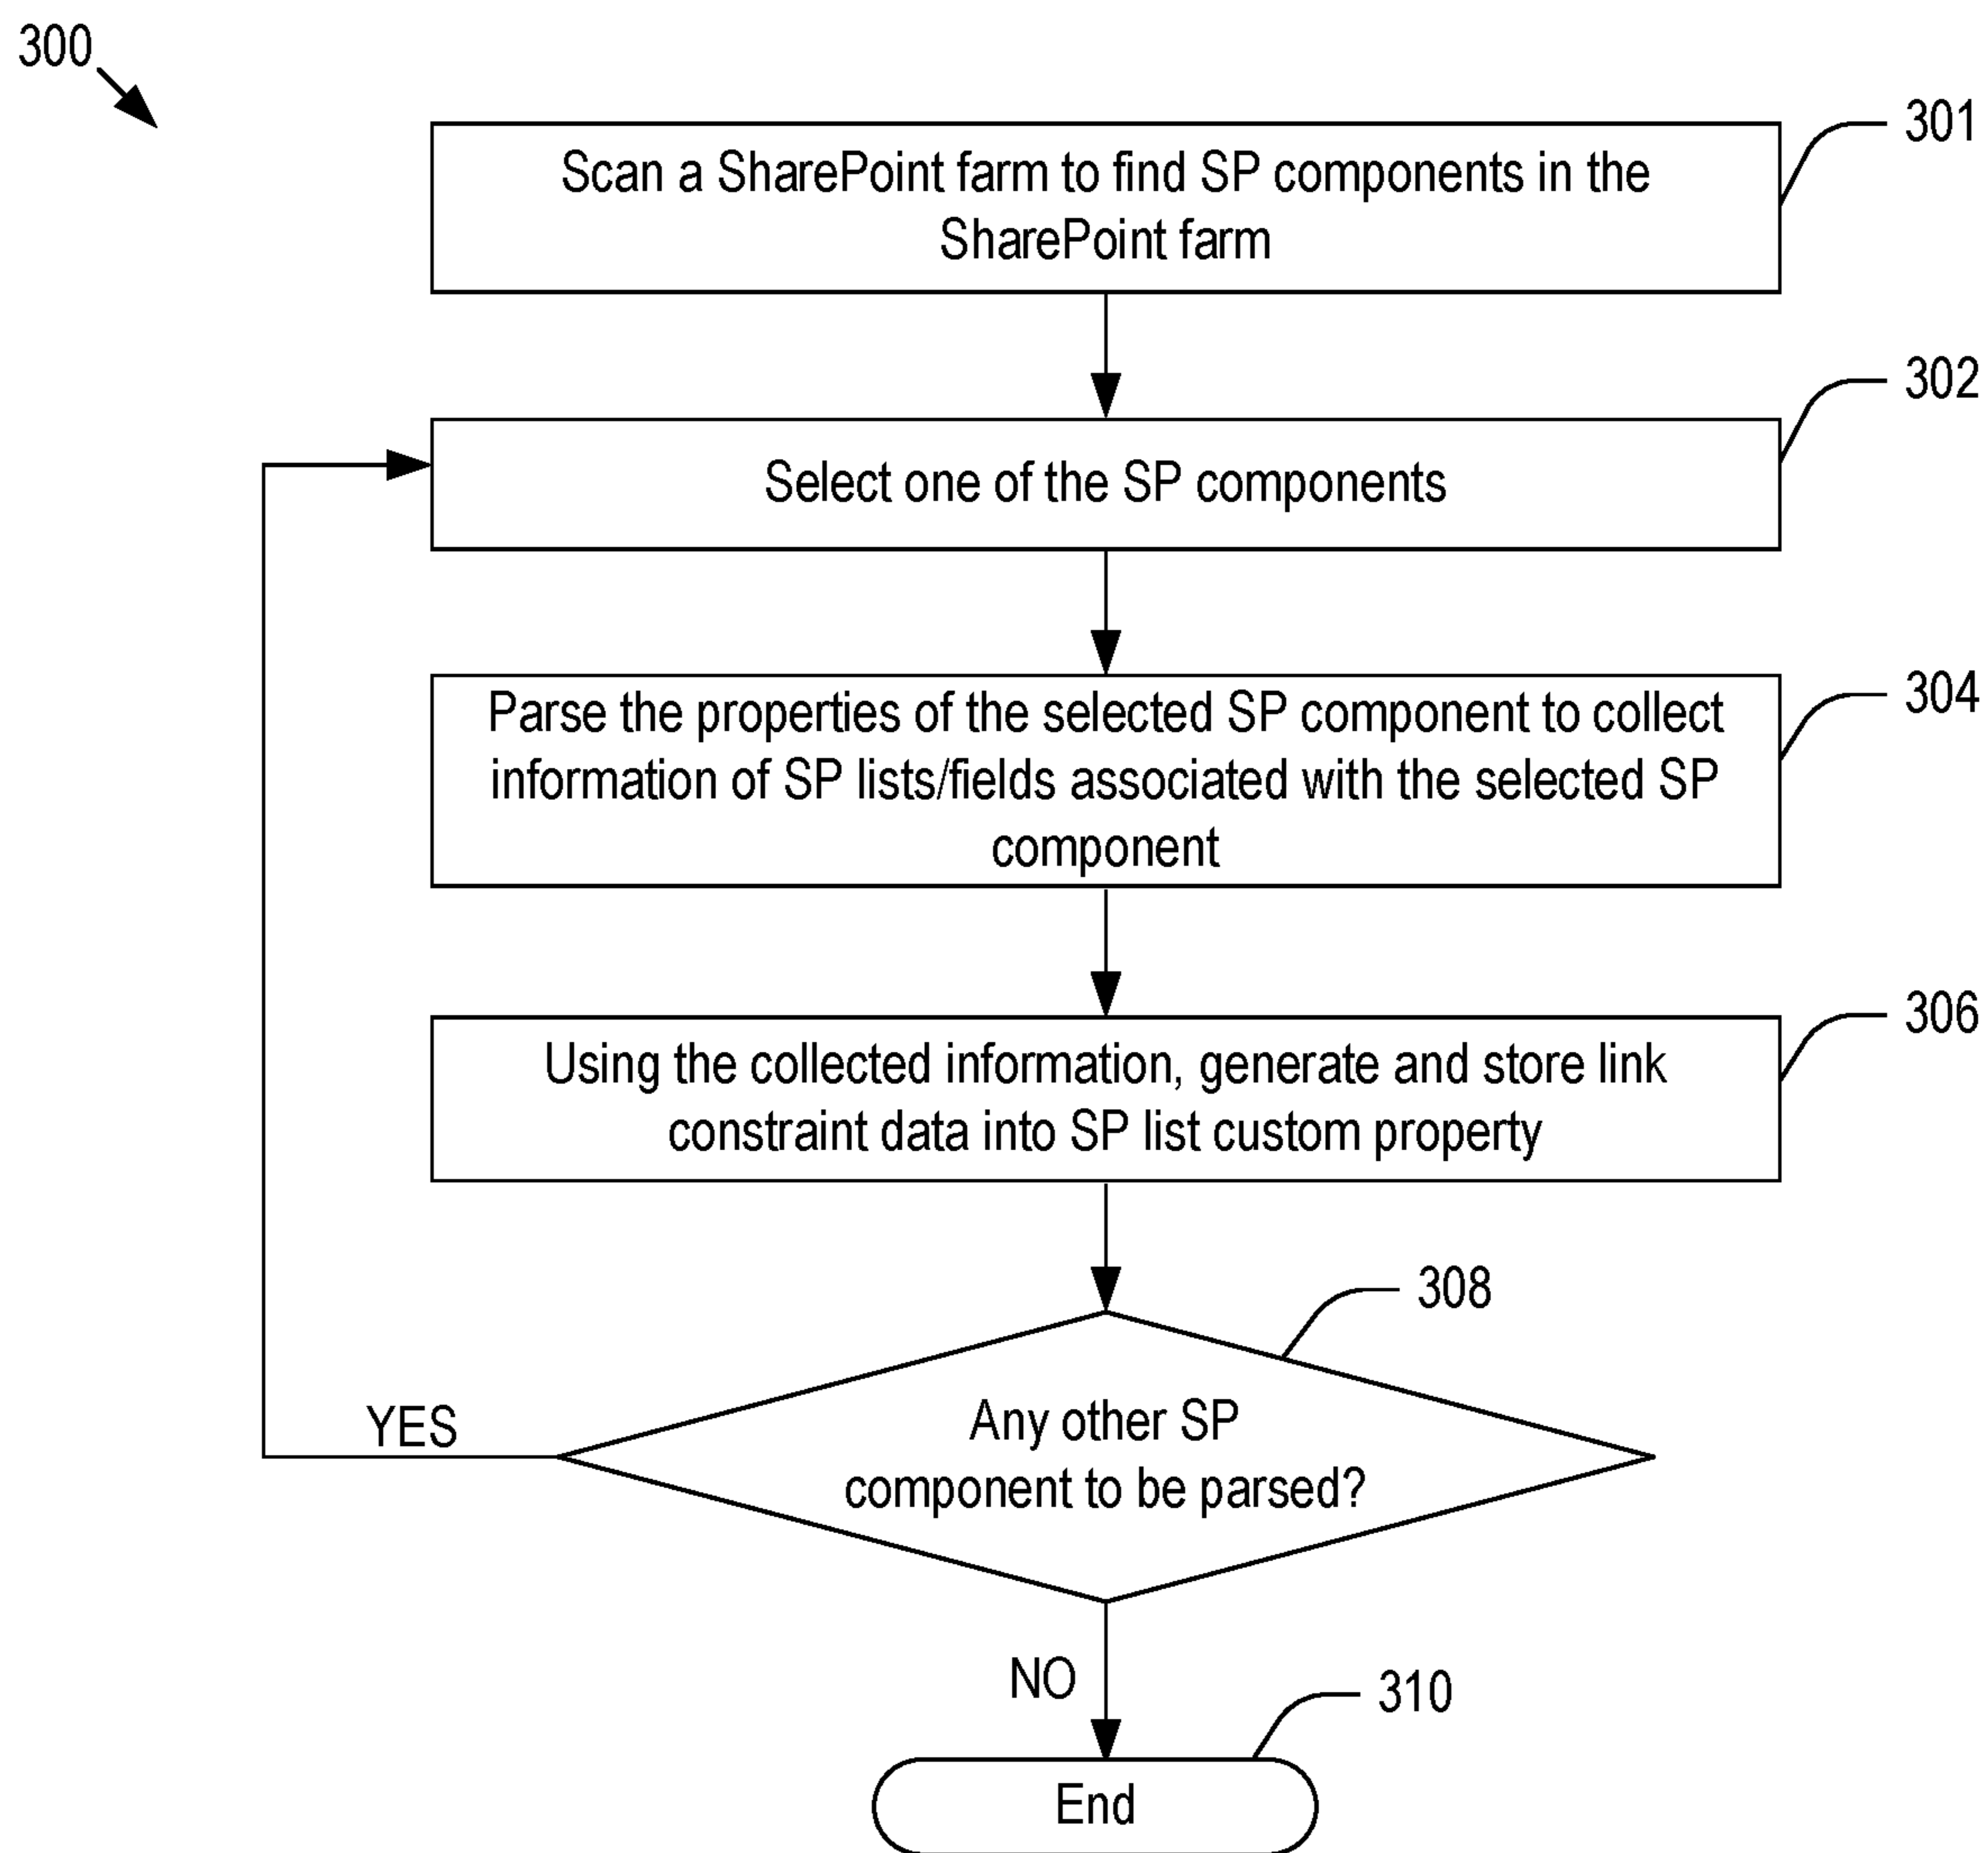 300
301
Scan a SharePoint farm to find SP components in the
SharePoint farm
302
Select one of the SP components
304
Parse the properties of the selected SP component to collect
information of SP lists/fields associated with the selected SP
component
306
Using the collected information, generate and store link
constraint data into SP list custom property
308
Any other SP
component to be parsed?
YES
NO
310
End